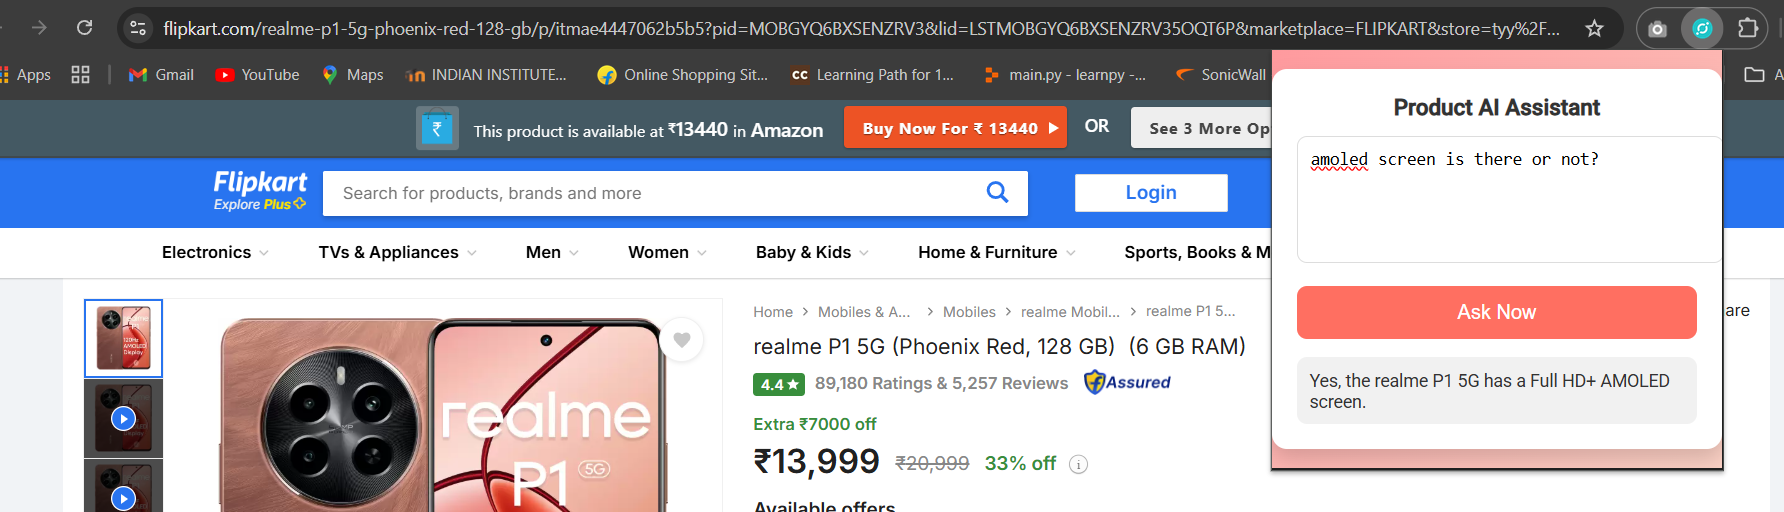 flipkart.com/realme-p1-5g-phoenix-red-128-gb/p/itmae4447062b5b5?pid=MOBGYQ6BXSENZRV3&lid=LSTMOBGYQ6BXSENZRV35OQT6P&marketplace=FLIPKART&store=tyy%2F...
Apps Gmail YouTube Maps INDIAN INSTITUTE... Online Shopping Sit... CC Learning Path for 1... main.py - learnpy -... SonicWall A
₹ This product is available at ₹13440 in Amazon Buy Now For ₹ 13440 OR See 3 More Op
Flipkart
Explore Plus
Search for products, brands and more
Login
Electronics TVs & Appliances Men Women Baby & Kids Home & Furniture Sports, Books & M
Home Mobiles & A... Mobiles realme Mobil... realme P1 5...
are
realme P1 5G (Phoenix Red, 128 GB) (6 GB RAM)
4.4 89,180 Ratings & 5,257 Reviews Assured
Extra ₹7000 off
₹13,999 ₹20,999 33% off i
Available offers
realme
120Hz
AMOLED
Display
realme
P1 5G
Product AI Assistant
amoled screen is there or not?
Ask Now
Yes, the realme P1 5G has a Full HD+ AMOLED
screen.